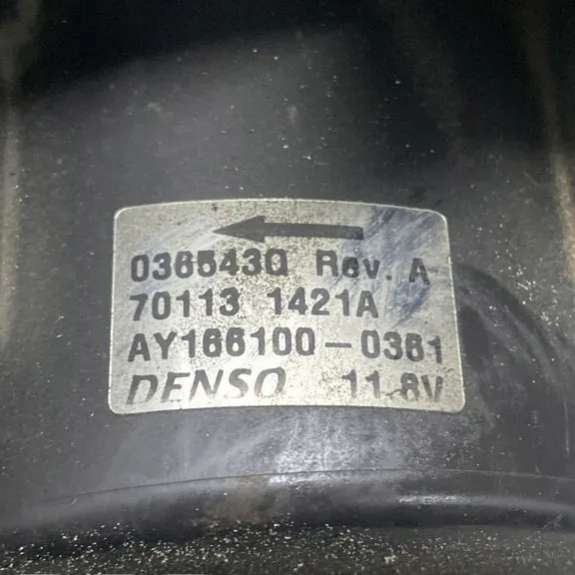 036543Q Rev. A
70113 1421A
AY166100-0361
DENSO 11.8V